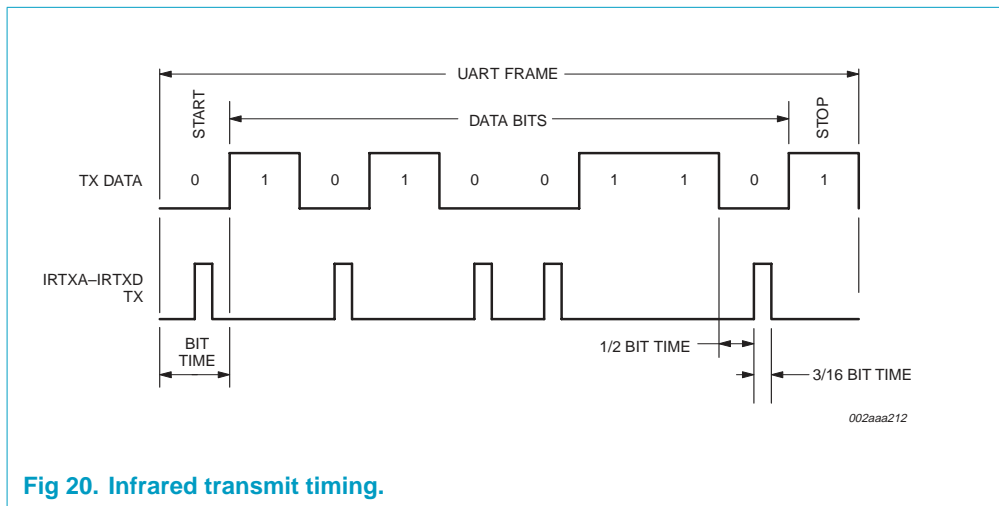 UART FRAME
START
DATA BITS
STOP
TX DATA
0 1 0 1 0 0 1 1 0 1
IRTXA–IRTXD
TX
BIT
TIME
1/2 BIT TIME
3/16 BIT TIME
002aaa212
Fig 20. Infrared transmit timing.